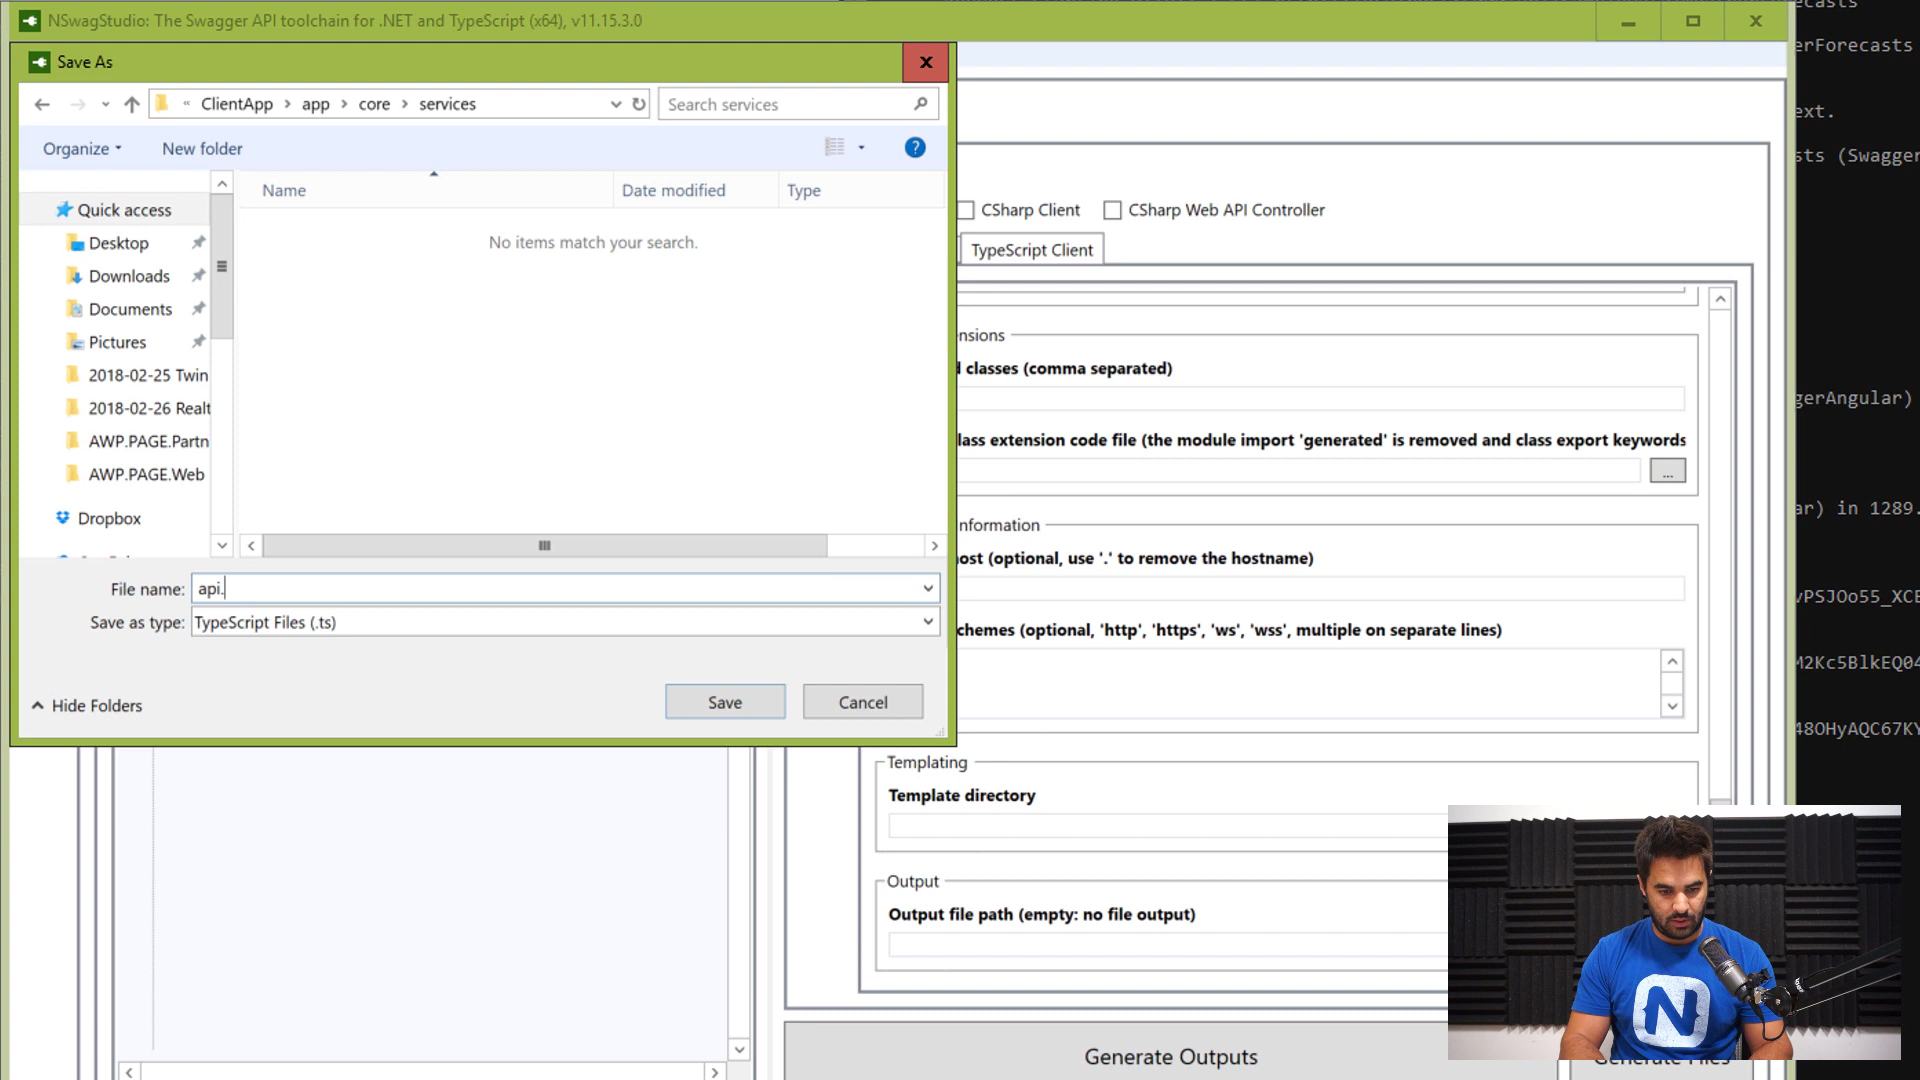 NSwagStudio: The Swagger API toolchain for .NET and TypeScript (x64), v11.15.3.0
Save As
« ClientApp › app › core › services
Search services
Organize
New folder
Name
Date modified
Type
No items match your search.
Quick access
Desktop
Downloads
Documents
Pictures
2018-02-25 Twin
2018-02-26 Realt
AWP.PAGE.Partn
AWP.PAGE.Web
Dropbox
File name: api.
Save as type: TypeScript Files (.ts)
Hide Folders
Save
Cancel
CSharp Client
CSharp Web API Controller
TypeScript Client
ensions
d classes (comma separated)
lass extension code file (the module import 'generated' is removed and class export keywords
...
nformation
ost (optional, use '.' to remove the hostname)
chemes (optional, 'http', 'https', 'ws', 'wss', multiple on separate lines)
Templating
Template directory
Output
Output file path (empty: no file output)
Generate Outputs
erForecasts
ext.
sts (Swagger
gerAngular)
ar) in 1289.
vPSJOo55_XCE
M2Kc5BlkEQ04
48OHyAQC67KY
N